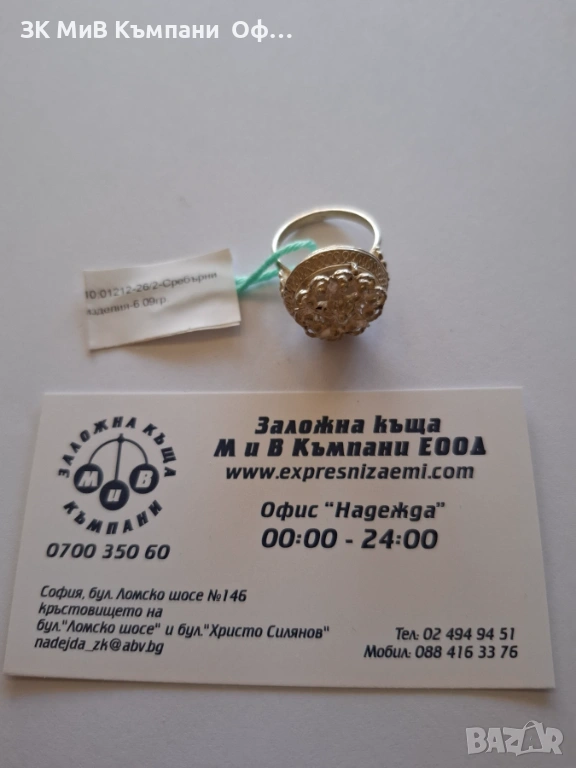 ЗК МиВ Къмпани Оф...
10.01212-26/2-Сребърни
изделия-6.09гр.
ЗАЛОЖНА КЪЩА
М и В
КЪМПАНИ
0700 350 60
Заложна къща
М и В Къмпани ЕООД
www.expresnizaemi.com
Офис "Надежда"
00:00 - 24:00
София, бул. Ломско шосе №146
кръстовището на
бул."Ломско шосе" и бул."Христо Силянов"
nadejda_zk@abv.bg
Тел: 02 494 94 51
Мобил: 088 416 33 76
BAZAR